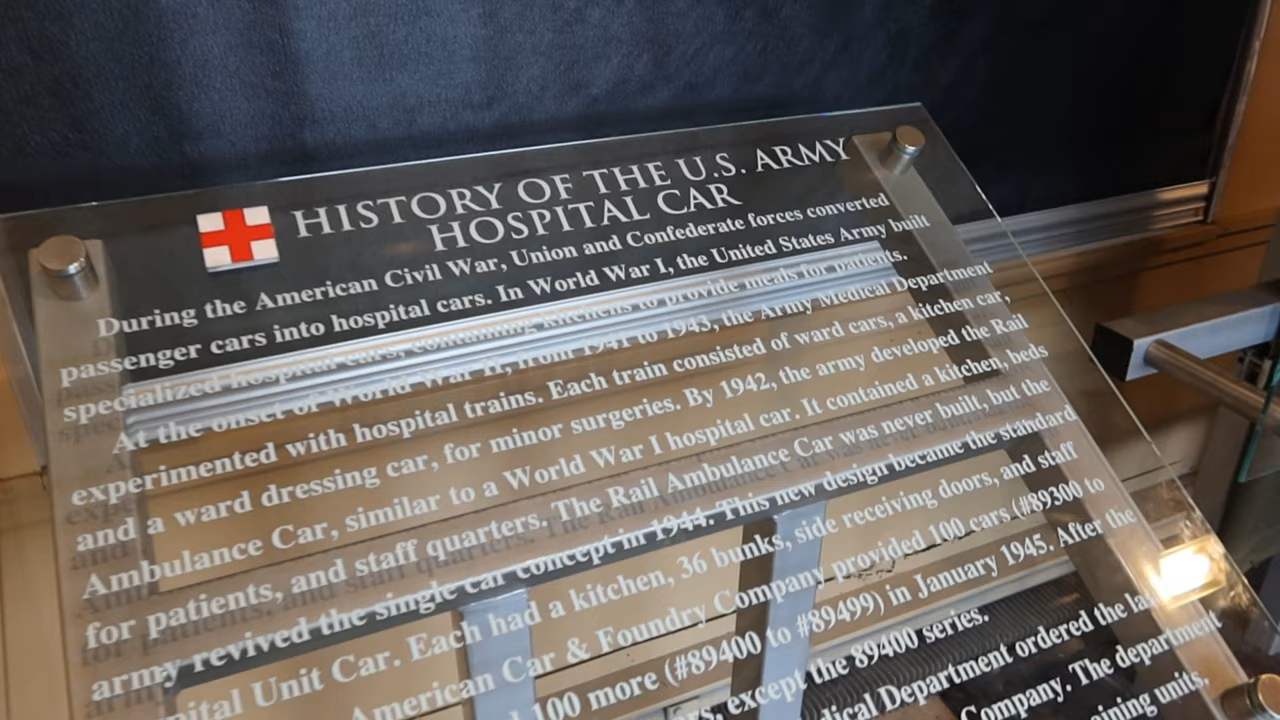 HISTORY OF THE U.S. ARMY
HOSPITAL CAR
During the American Civil War, Union and Confederate forces converted
passenger cars into hospital cars. In World War I, the United States Army built
specialized hospital cars, containing kitchens to provide meals for patients.
At the onset of World War II, from 1941 to 1943, the Army Medical Department
experimented with hospital trains. Each train consisted of ward cars, a kitchen car,
and a ward dressing car, for minor surgeries. By 1942, the army developed the Rail
Ambulance Car, similar to a World War I hospital car. It contained a kitchen, beds
for patients, and staff quarters. The Rail Ambulance Car was never built, but the
army revived the single car concept in 1944. This new design became the standard
pital Unit Car. Each had a kitchen, 36 bunks, side receiving doors, and staff
American Car & Foundry Company provided 100 cars (#89300 to
100 more (#89400 to #89499) in January 1945. After the
rs, except the 89400 series.
dical Department ordered the la
Company. The department
ining units.